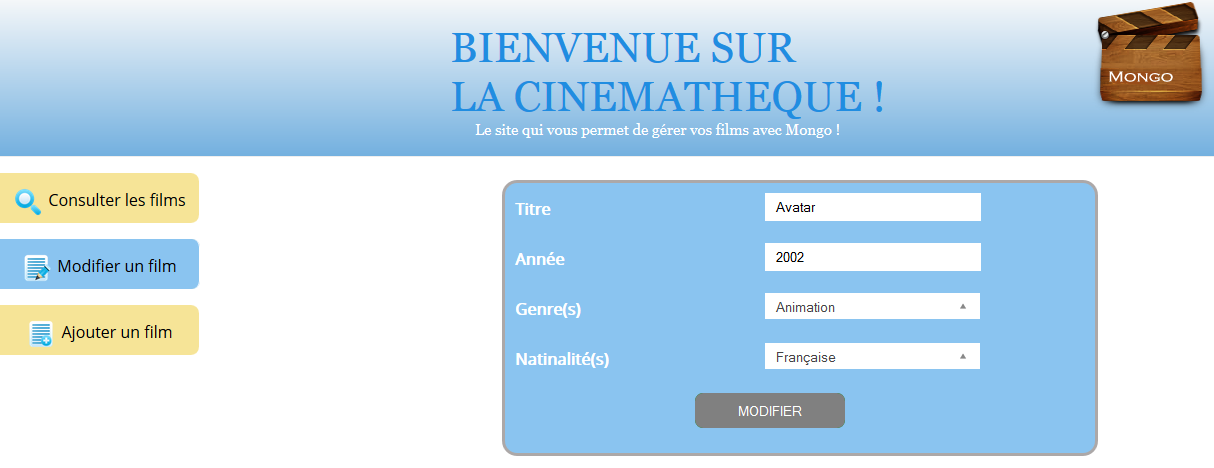 BIENVENUE SUR
LA CINEMATHEQUE !
Le site qui vous permet de gérer vos films avec Mongo !
MONGO
Consulter les films
Modifier un film
Ajouter un film
Titre Avatar
Année 2002
Genre(s) Animation
Natinalité(s) Française
MODIFIER